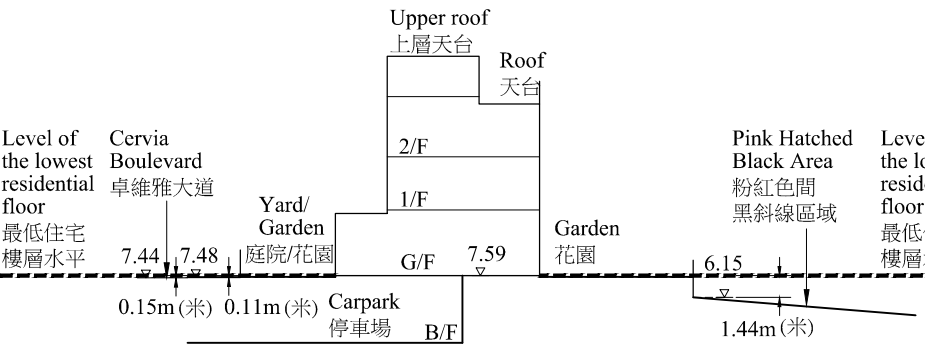 Upper roof
上層天台
Roof
天台
Level of
the lowest
residential
floor
最低住宅
樓層水平
Cervia
Boulevard
卓維雅大道
2/F
1/F
Yard/
Garden
庭院/花園
Garden
花園
Pink Hatched
Black Area
粉紅色間
黑斜線區域
7.44
7.48
G/F
7.59
6.15
0.15m (米)
0.11m (米)
Carpark
停車場
B/F
1.44m (米)